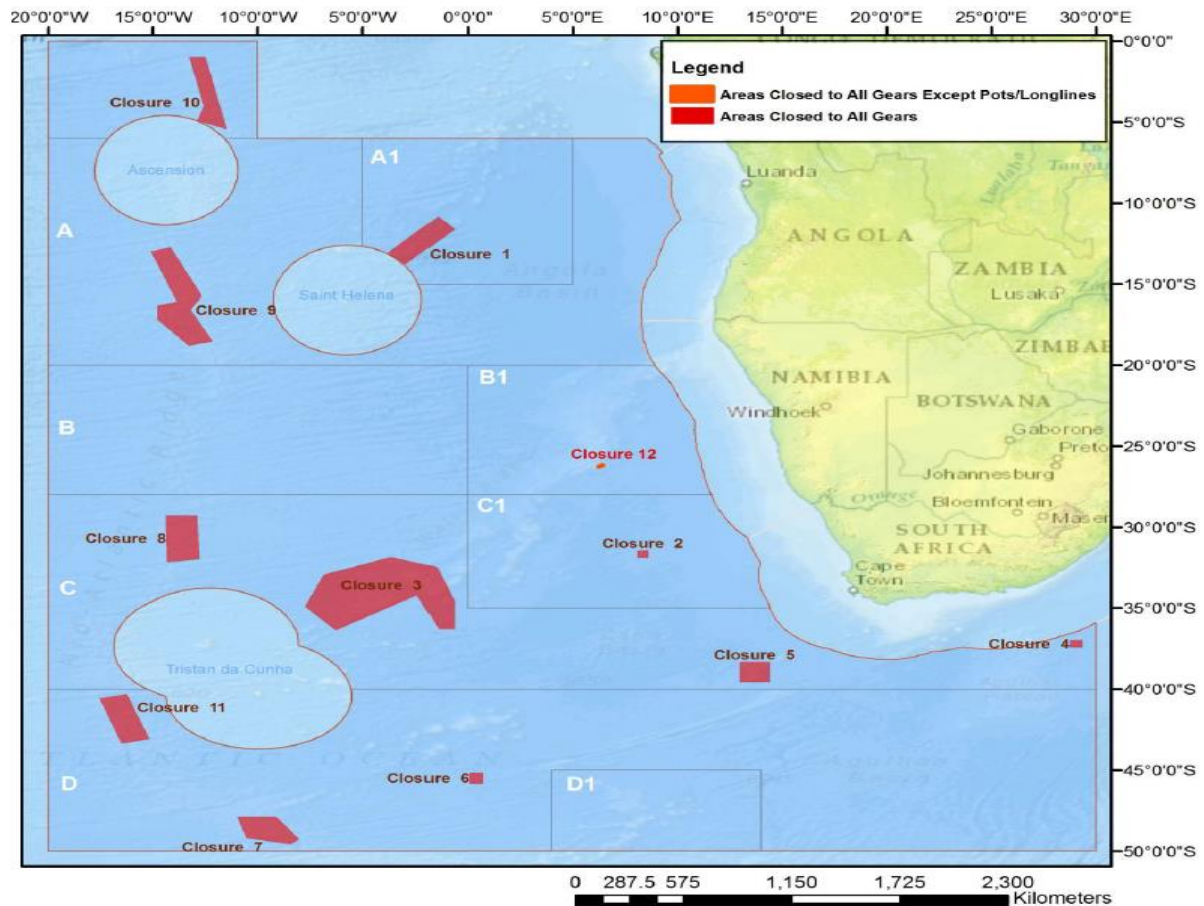 20°0'0"W 15°0'0"W 10°0'0"W 5°0'0"W 0°0'0" 5°0'0"E 10°0'0"E 15°0'0"E 20°0'0"E 25°0'0"E 30°0'0"E
0°0'0"
Legend
Areas Closed to All Gears Except Pots/Longlines
Areas Closed to All Gears
Closure 10
5°0'0"S
A1
Ascension
Luanda
10°0'0"S
A
ANGOLA
Closure 1
ZAMBIA
Angola
Basin
Saint Helena
Lusaka
15°0'0"S
Closure 9
ZIMBAB
20°0'0"S
B1
NAMIBIA
BOTSWANA
Windhoek
B
Gaborone
Closure 12
25°0'0"S
Preto
Johannesburg
C1
Orange
Bloemfontein
Maser
30°0'0"S
Closure 8
Closure 2
SOUTH
AFRICA
Closure 3
Cape
Town
C
35°0'0"S
Closure 4
Closure 5
Tristan da Cunha
40°0'0"S
Closure 11
ATLANTIC OCEAN
D
Closure 6
D1
45°0'0"S
Closure 7
50°0'0"S
0 287.5 575 1,150 1,725 2,300
Kilometers